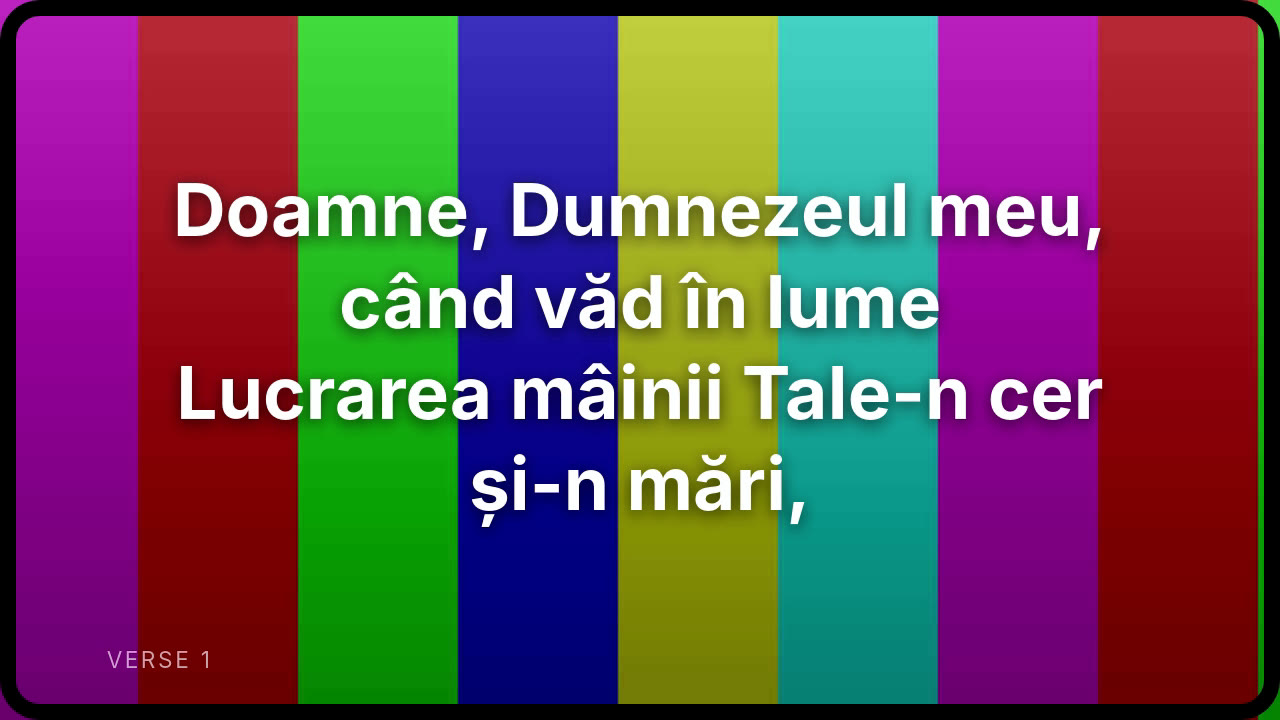 Doamne, Dumnezeul meu,
când văd în lume
Lucrarea mâinii Tale-n cer
și-n mări,
VERSE 1